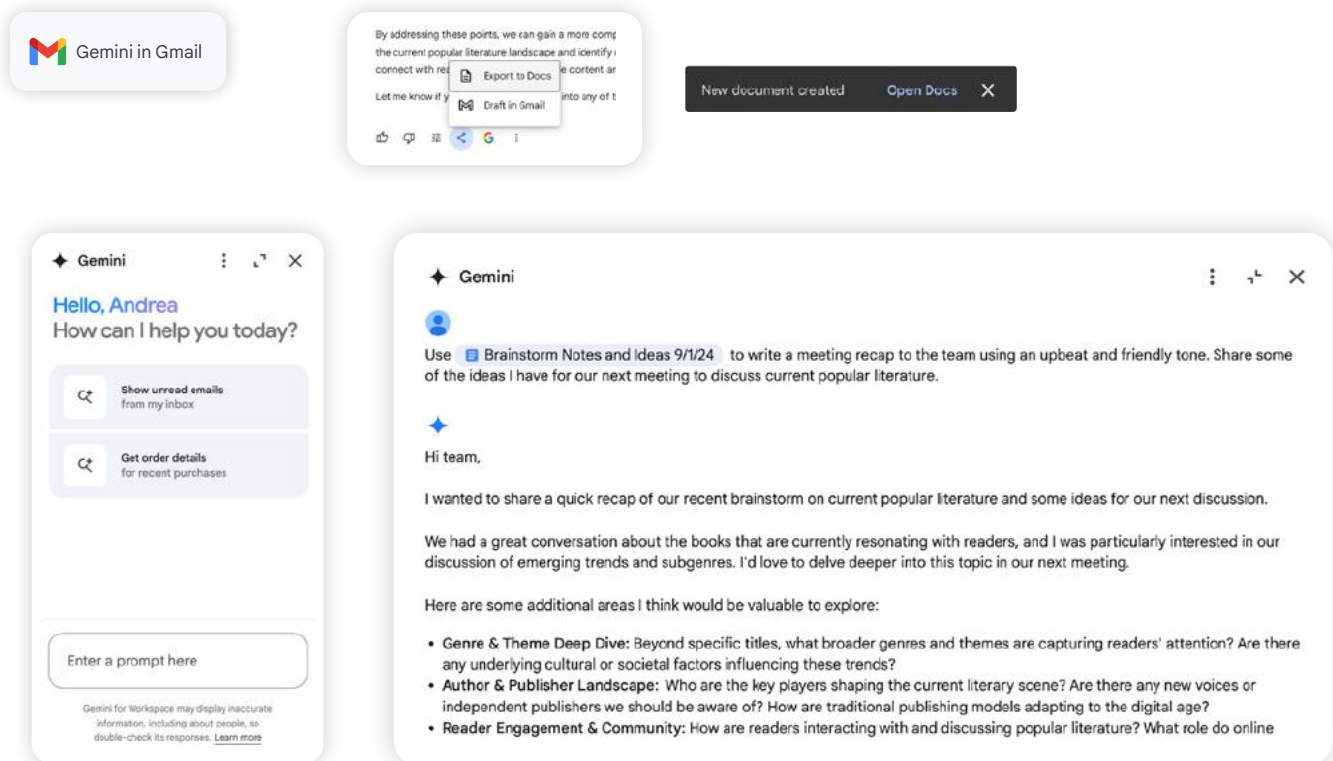 Gemini in Gmail
By addressing these points, we can gain a more comp
the current popular literature landscape and identify
connect with rea
e content ar
Export to Docs
Let me know if y
into any of t
Draft in Gmail
New document created Open Docs
Gemini
Hello, Andrea
How can I help you today?
Show unread emails
from my inbox
Get order details
for recent purchases
Enter a prompt here
Gemini for Workspace may display inaccurate
information, including about people, so
double-check its responses. Learn more
Gemini
Use Brainstorm Notes and Ideas 9/1/24 to write a meeting recap to the team using an upbeat and friendly tone. Share some
of the ideas I have for our next meeting to discuss current popular literature.
Hi team,
I wanted to share a quick recap of our recent brainstorm on current popular literature and some ideas for our next discussion.
We had a great conversation about the books that are currently resonating with readers, and I was particularly interested in our
discussion of emerging trends and subgenres. I'd love to delve deeper into this topic in our next meeting.
Here are some additional areas I think would be valuable to explore:
• Genre & Theme Deep Dive: Beyond specific titles, what broader genres and themes are capturing readers' attention? Are there
any underlying cultural or societal factors influencing these trends?
• Author & Publisher Landscape: Who are the key players shaping the current literary scene? Are there any new voices or
independent publishers we should be aware of? How are traditional publishing models adapting to the digital age?
• Reader Engagement & Community: How are readers interacting with and discussing popular literature? What role do online